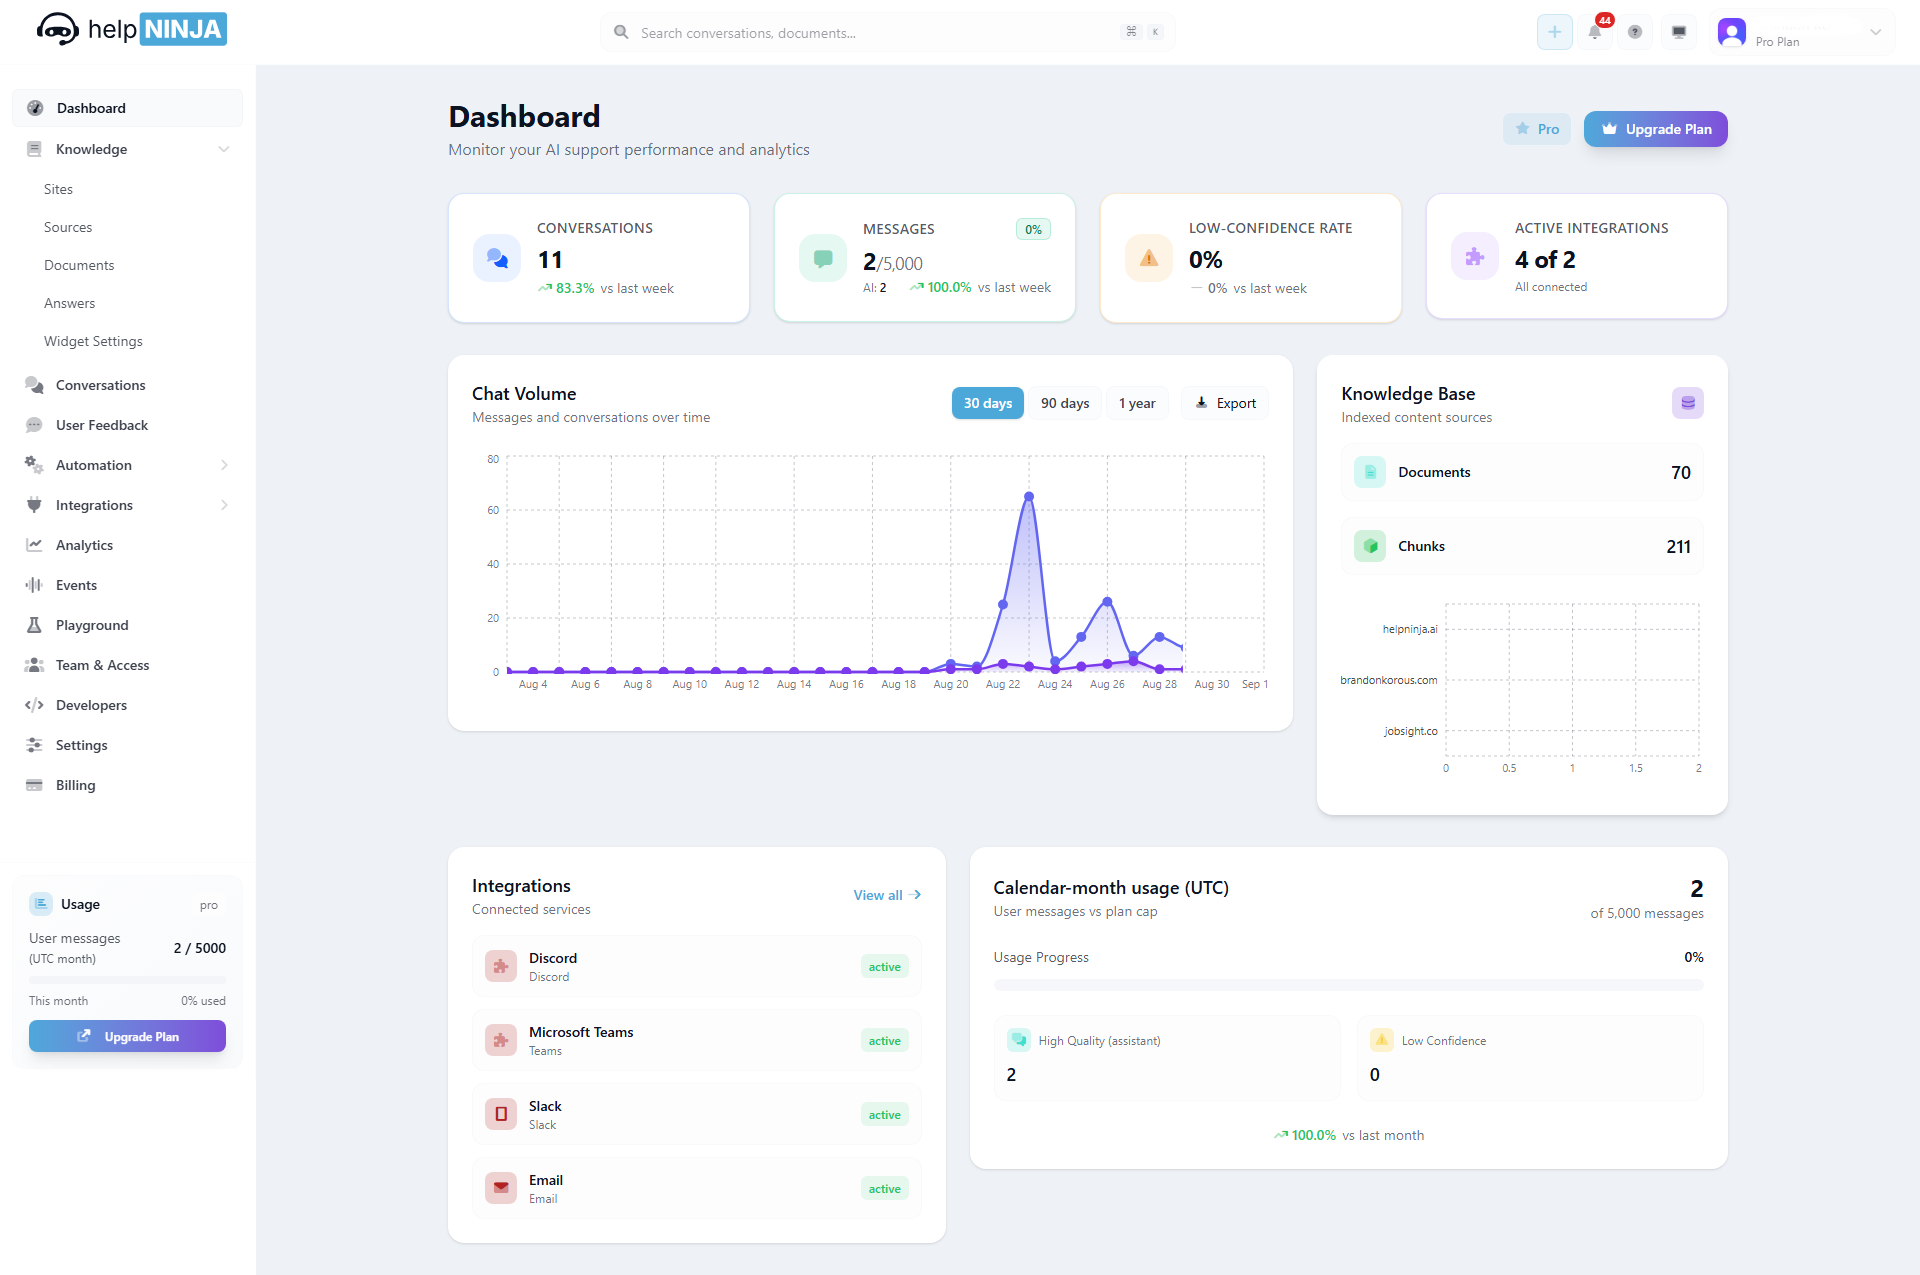 help NINJA
Search conversations, documents...
⌘ K
44
Pro Plan
Dashboard
Knowledge
Sites
Sources
Documents
Answers
Widget Settings
Conversations
User Feedback
Automation
Integrations
Analytics
Events
Playground
Team & Access
Developers
Settings
Billing
Usage
pro
User messages
(UTC month)
2 / 5000
This month
0% used
Upgrade Plan
Dashboard
Monitor your AI support performance and analytics
Pro
Upgrade Plan
CONVERSATIONS
11
83.3% vs last week
MESSAGES
0%
2/5,000
AI: 2
100.0% vs last week
LOW-CONFIDENCE RATE
0%
0% vs last week
ACTIVE INTEGRATIONS
4 of 2
All connected
Chat Volume
Messages and conversations over time
30 days
90 days
1 year
Export
80
60
40
20
0
Aug 4
Aug 6
Aug 8
Aug 10
Aug 12
Aug 14
Aug 16
Aug 18
Aug 20
Aug 22
Aug 24
Aug 26
Aug 28
Aug 30
Sep 1
Knowledge Base
Indexed content sources
Documents
70
Chunks
211
helpninja.ai
brandonkorous.com
jobsight.co
0
0.5
1
1.5
2
Integrations
Connected services
View all
Discord
Discord
active
Microsoft Teams
Teams
active
Slack
Slack
active
Email
Email
active
Calendar-month usage (UTC)
User messages vs plan cap
2
of 5,000 messages
Usage Progress
0%
High Quality (assistant)
2
Low Confidence
0
100.0% vs last month